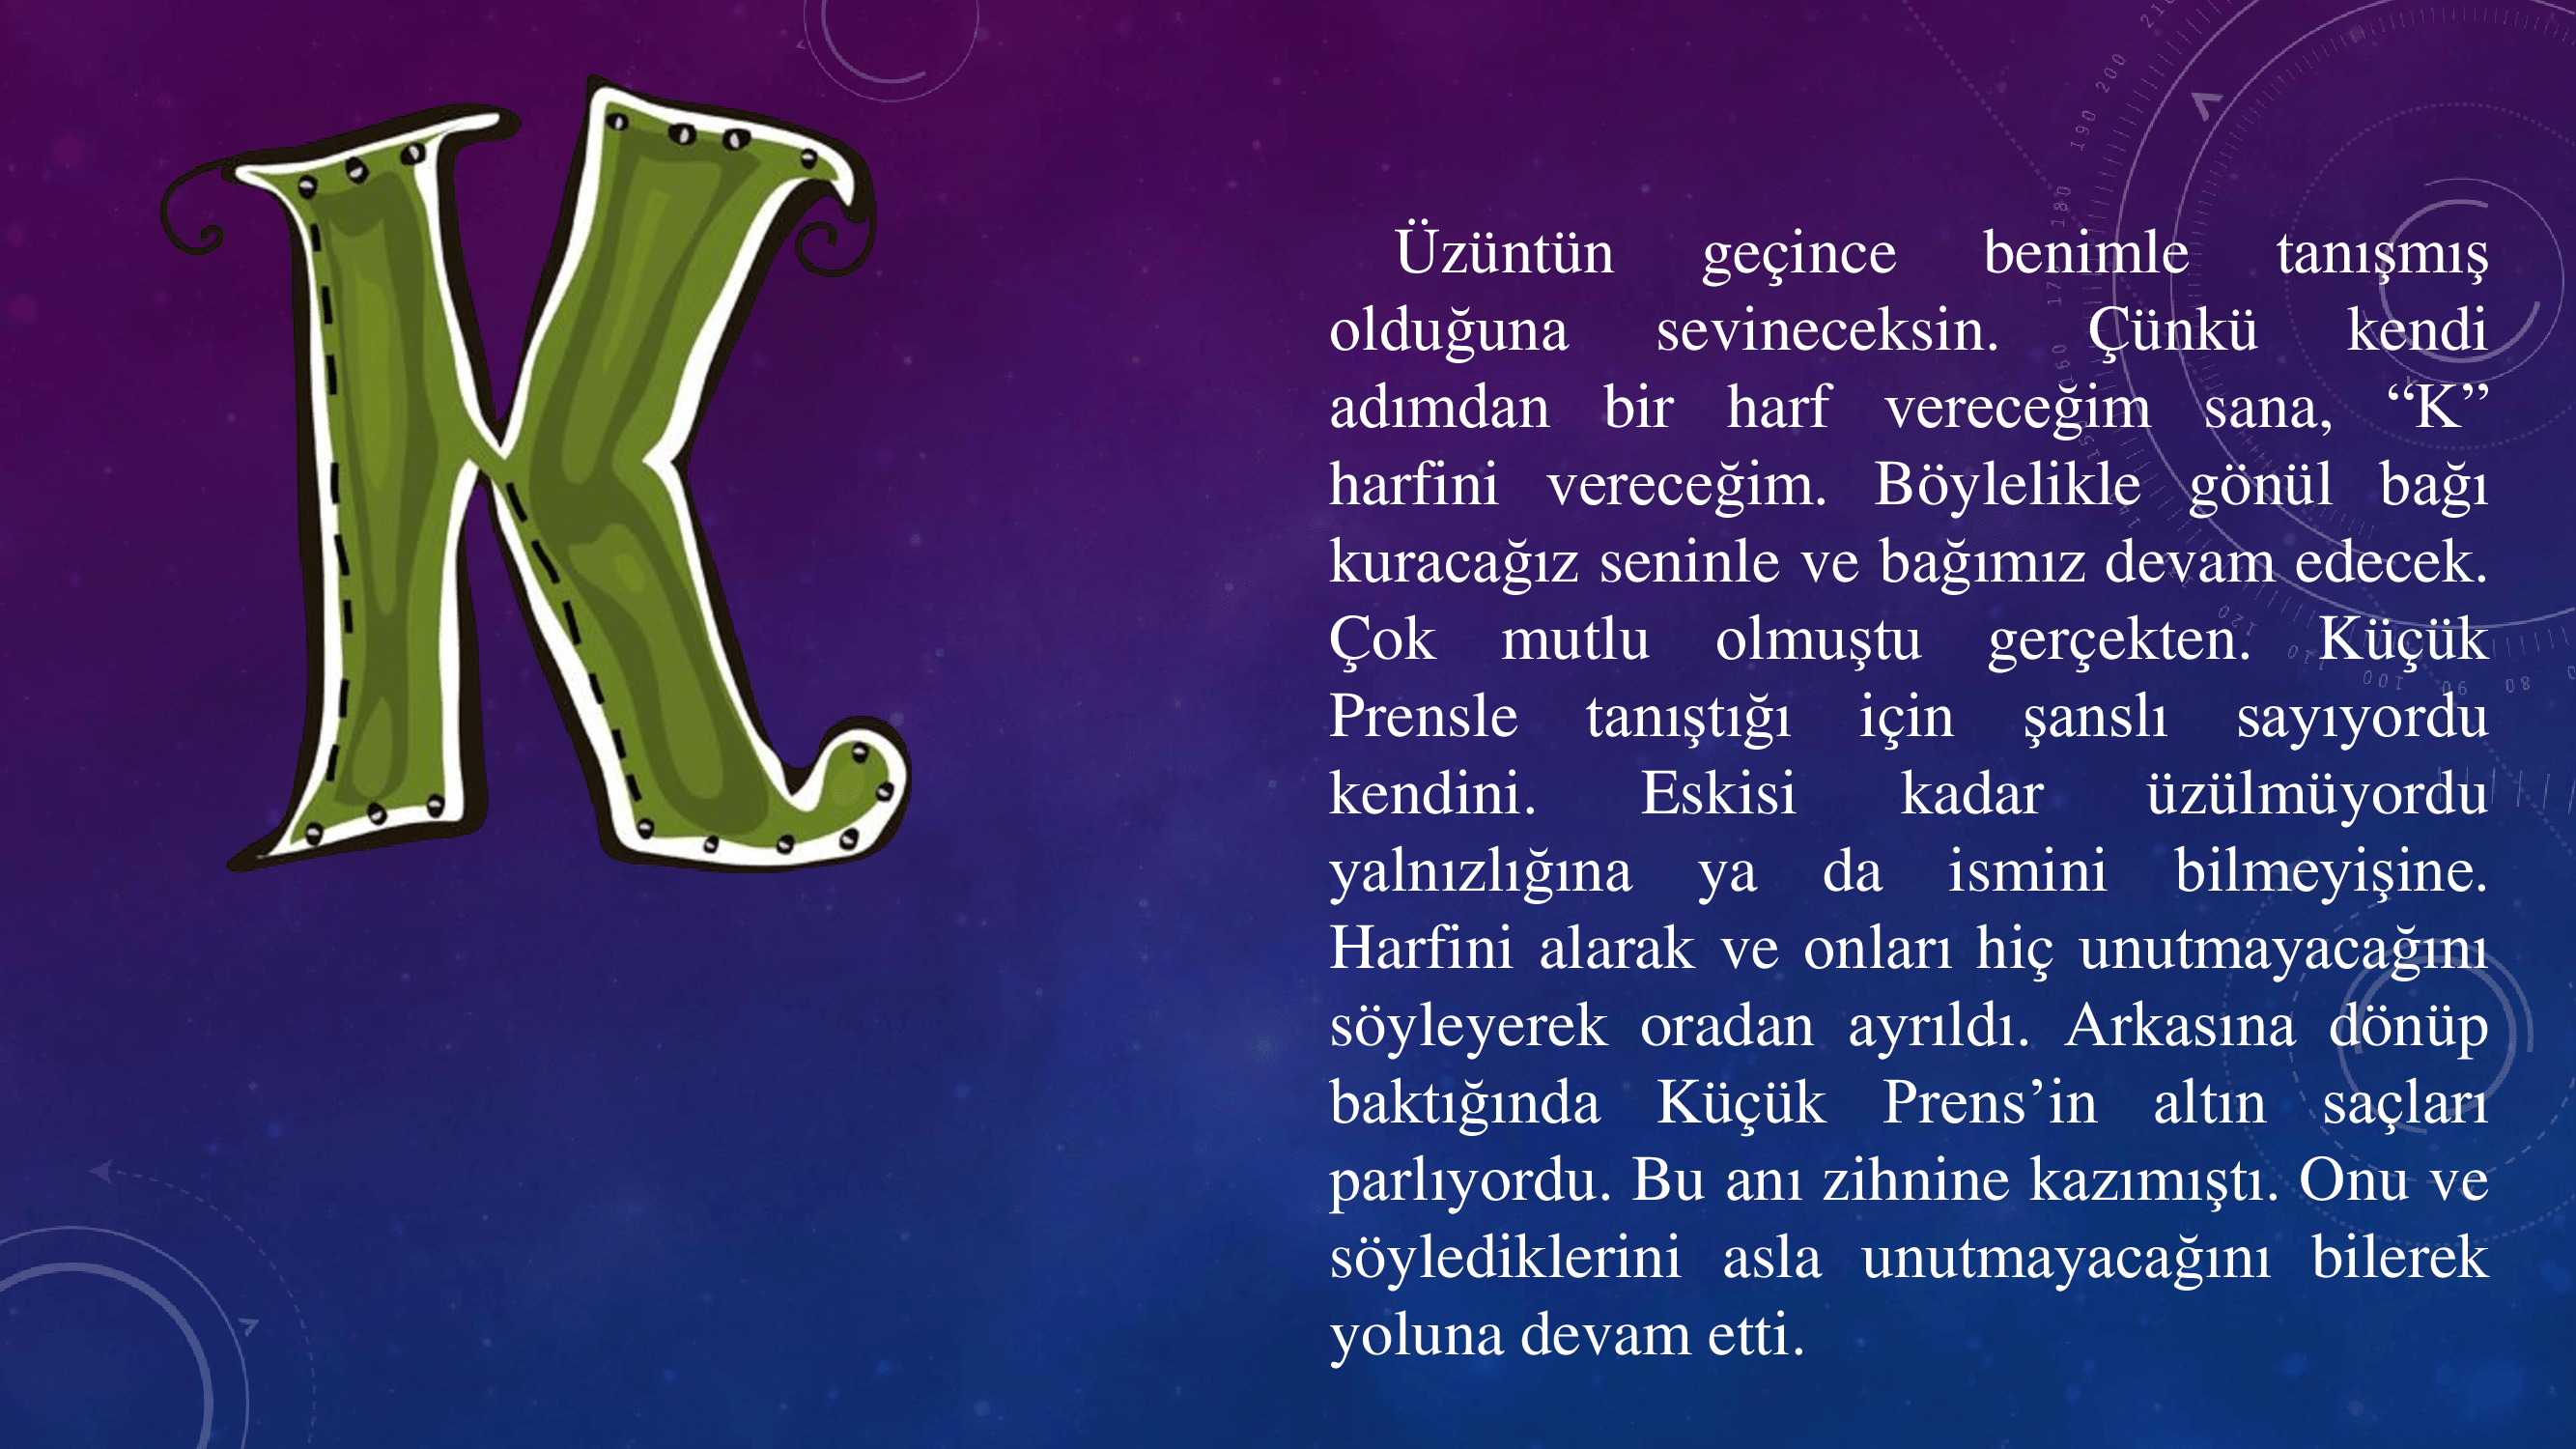 K
Üzüntün geçince benimle tanışmış
olduğuna sevineceksin. Çünkü kendi
adımdan bir harf vereceğim sana, “K”
harfini vereceğim. Böylelikle gönül bağı
kuracağız seninle ve bağımız devam edecek.
Çok mutlu olmuştu gerçekten. Küçük
Prensle tanıştığı için şanslı sayıyordu
kendini. Eskisi kadar üzülmüyordu
yalnızlığına ya da ismini bilmeyişine.
Harfini alarak ve onları hiç unutmayacağını
söyleyerek oradan ayrıldı. Arkasına dönüp
baktığında Küçük Prens’in altın saçları
parlıyordu. Bu anı zihnine kazımıştı. Onu ve
söylediklerini asla unutmayacağını bilerek
yoluna devam etti.